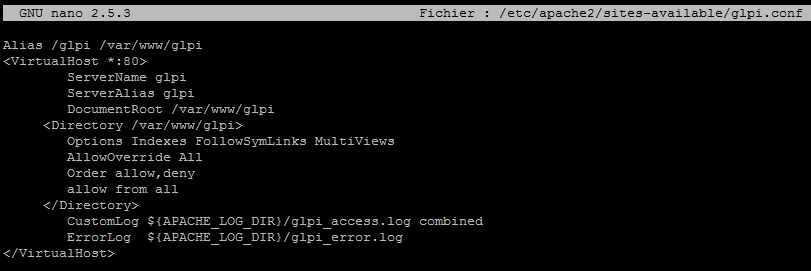 GNU nano 2.5.3 Fichier : /etc/apache2/sites-available/glpi.conf
Alias /glpi /var/www/glpi
<VirtualHost *:80>
ServerName glpi
ServerAlias glpi
DocumentRoot /var/www/glpi
<Directory /var/www/glpi>
Options Indexes FollowSymLinks MultiViews
AllowOverride All
Order allow,deny
allow from all
</Directory>
CustomLog ${APACHE_LOG_DIR}/glpi_access.log combined
ErrorLog ${APACHE_LOG_DIR}/glpi_error.log
</VirtualHost>